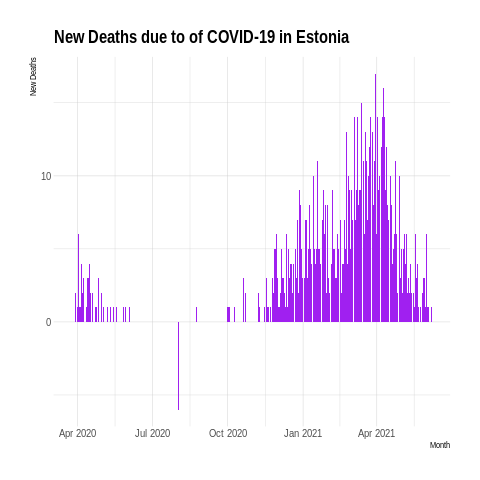 New Deaths due to of COVID-19 in Estonia
New Deaths
10
0
Apr 2020 Jul 2020 Oct 2020 Jan 2021 Apr 2021
Month